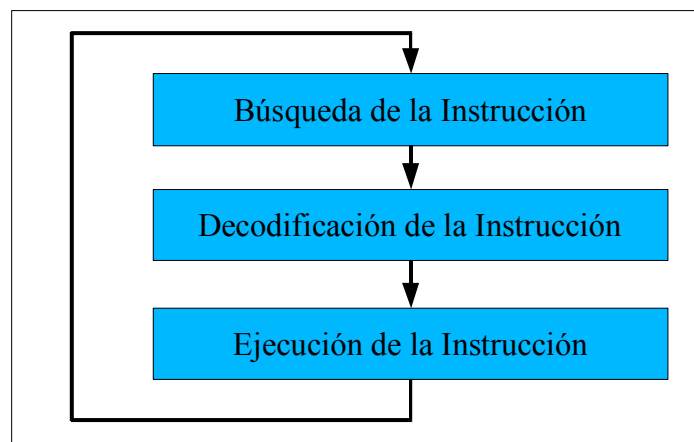 Búsqueda de la Instrucción
Decodificación de la Instrucción
Ejecución de la Instrucción